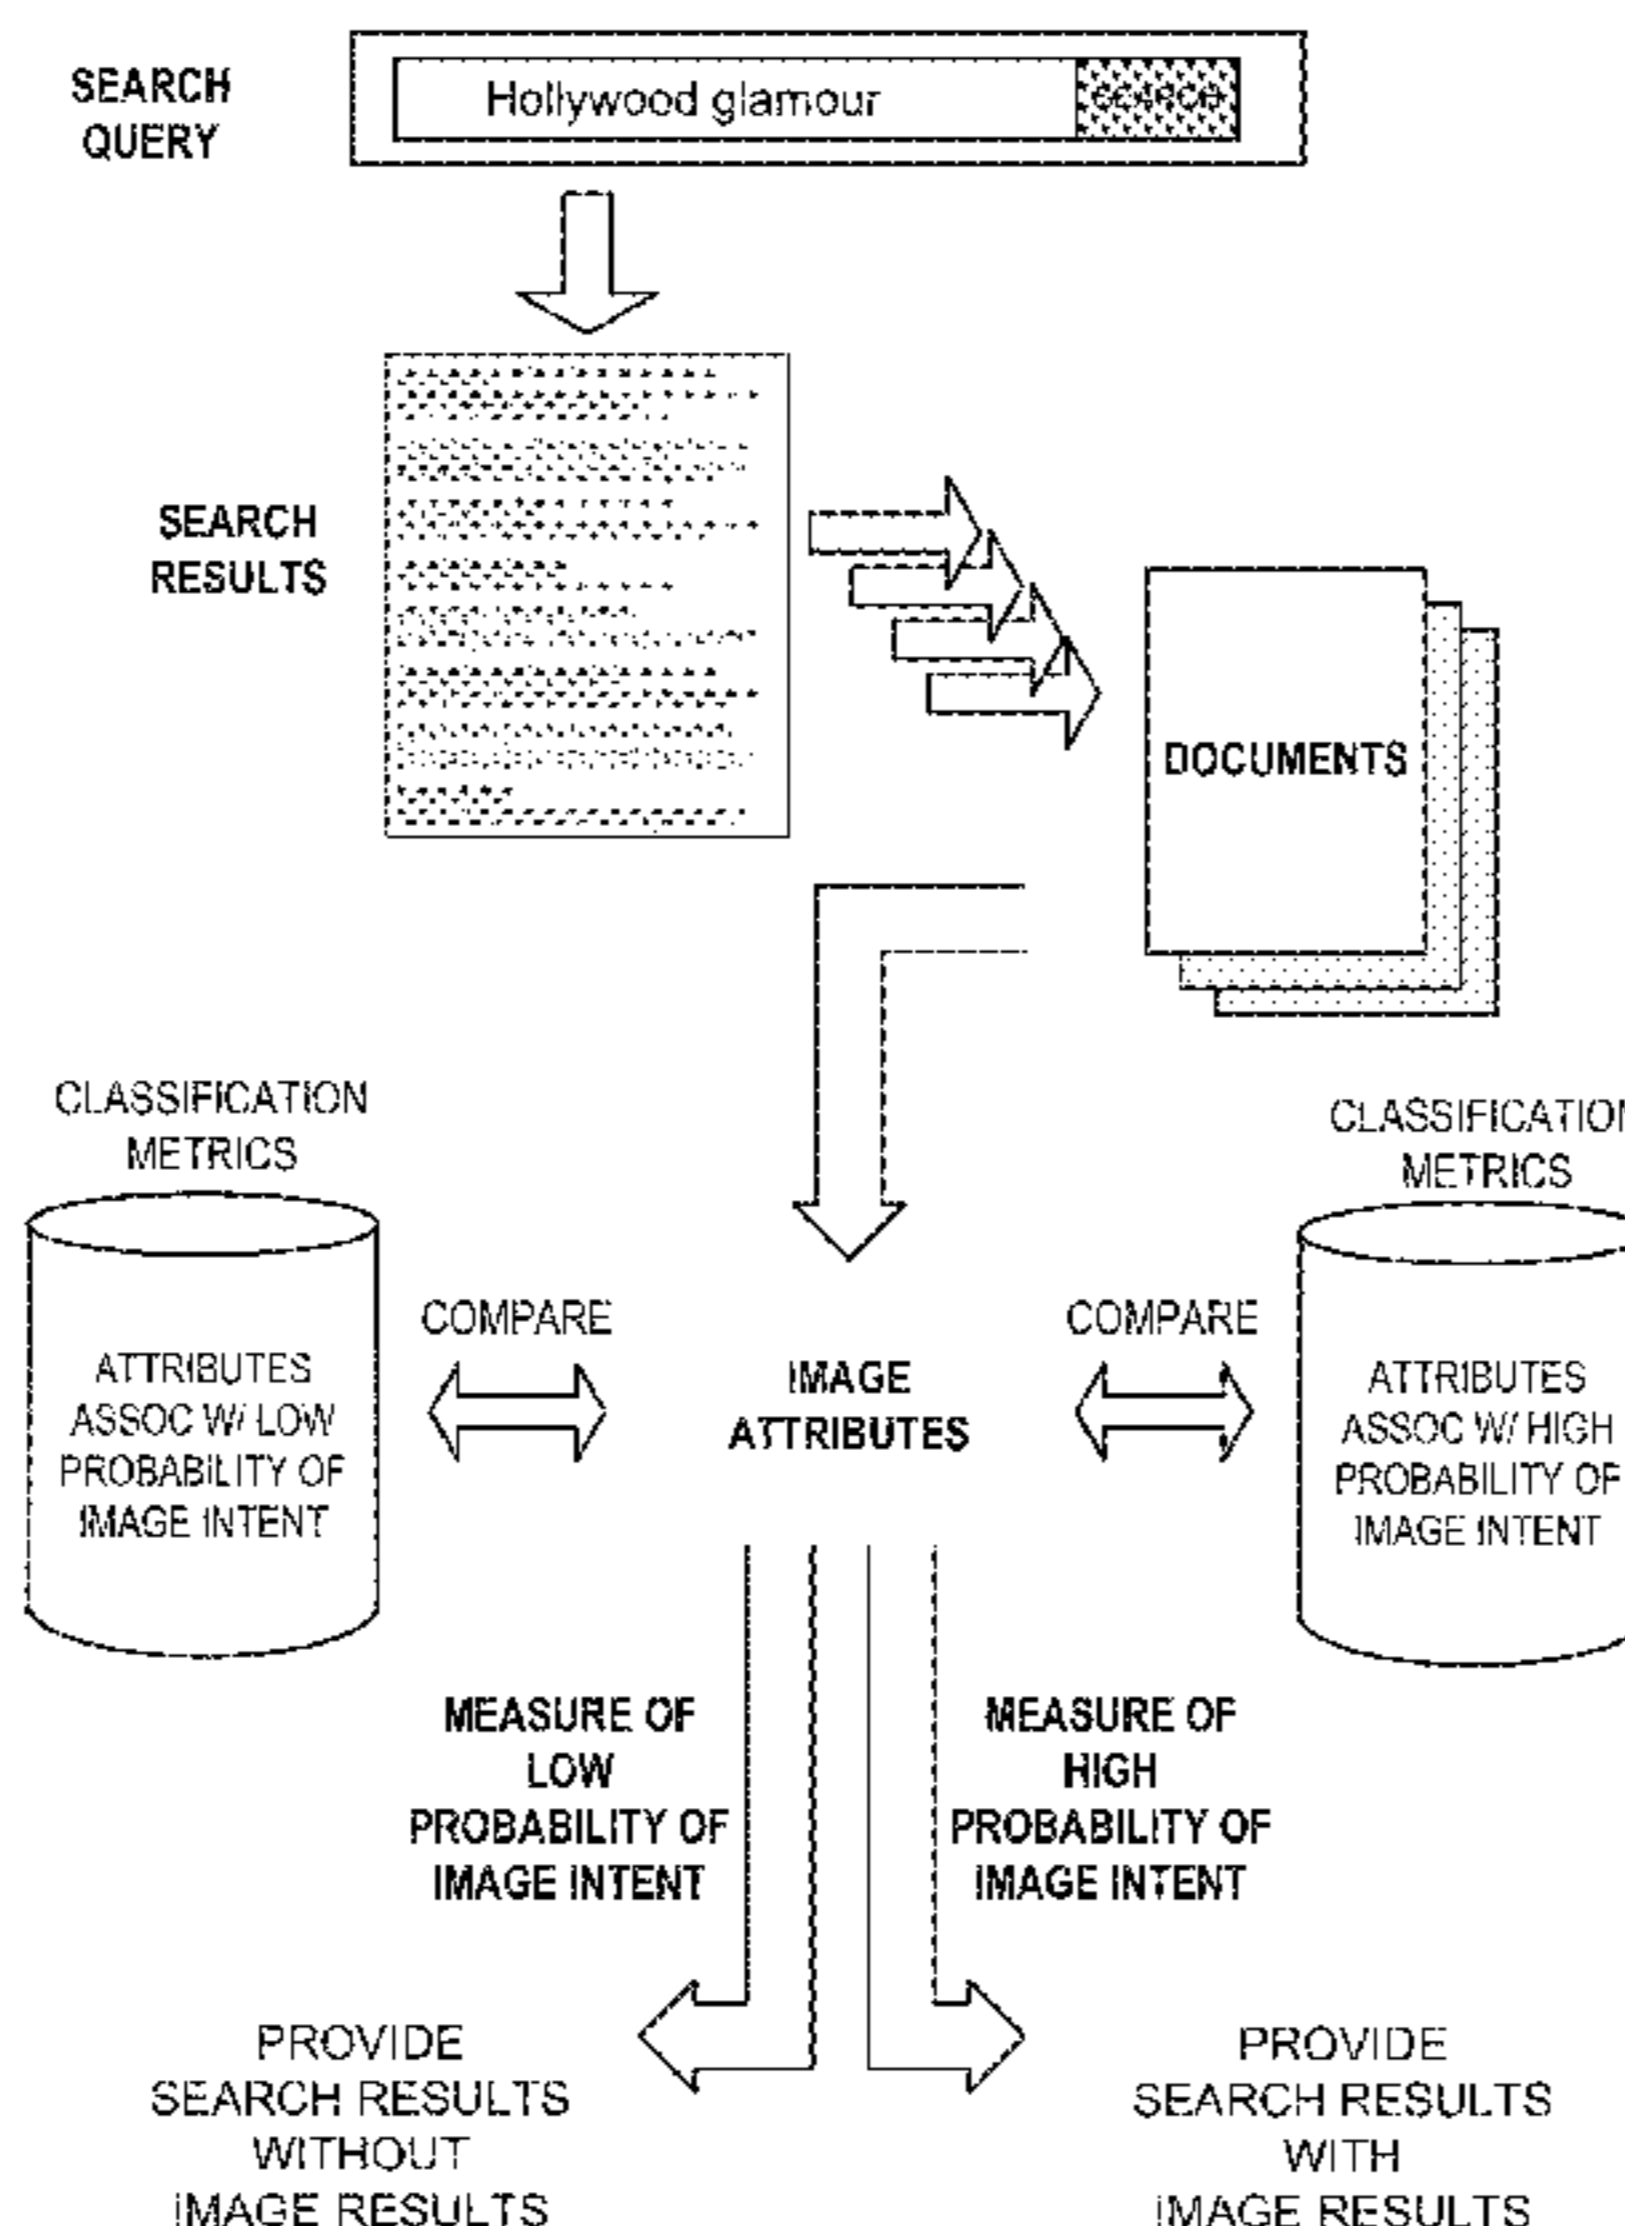 SEARCH
QUERY
Hollywood glamour
SEARCH
SEARCH
RESULTS
DOCUMENTS
CLASSIFICATION
METRICS
CLASSIFICATION
METRICS
COMPARE
COMPARE
ATTRIBUTES
ASSOC W/ LOW
PROBABILITY OF
IMAGE INTENT
IMAGE
ATTRIBUTES
ATTRIBUTES
ASSOC W/ HIGH
PROBABILITY OF
IMAGE INTENT
MEASURE OF
LOW
PROBABILITY OF
IMAGE INTENT
MEASURE OF
HIGH
PROBABILITY OF
IMAGE INTENT
PROVIDE
SEARCH RESULTS
WITHOUT
IMAGE RESULTS
PROVIDE
SEARCH RESULTS
WITH
IMAGE RESULTS